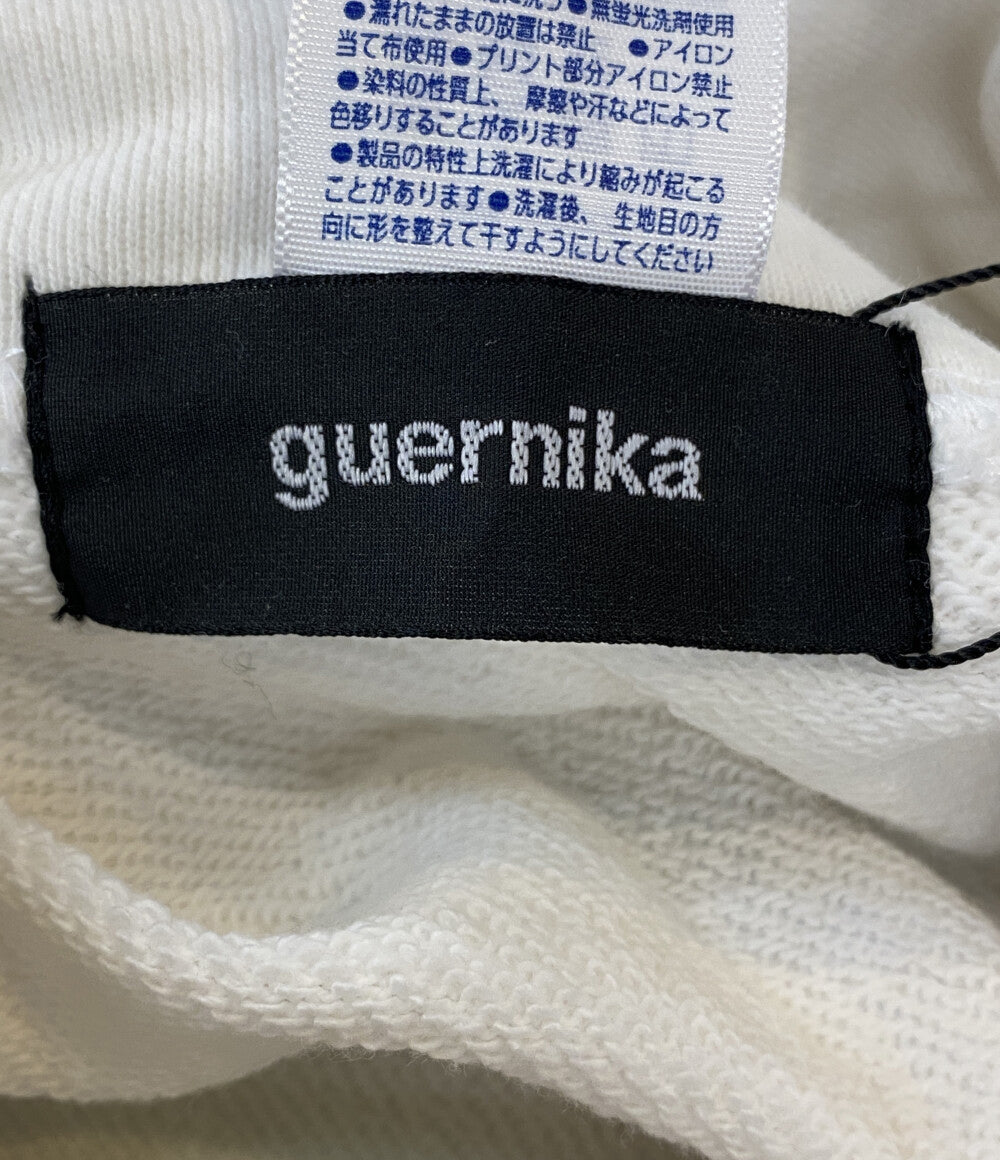 に洗う●無蛍光洗剤使用
●濡れたままの放置は禁止 ●アイロン
当て布使用●プリント部分アイロン禁止
●染料の性質上、摩擦や汗などによって
色移りすることがあります
●製品の特性上洗濯により縮みが起こる
ことがあります●洗濯後、生地目の方
向に形を整えて干すようにしてください
guernika